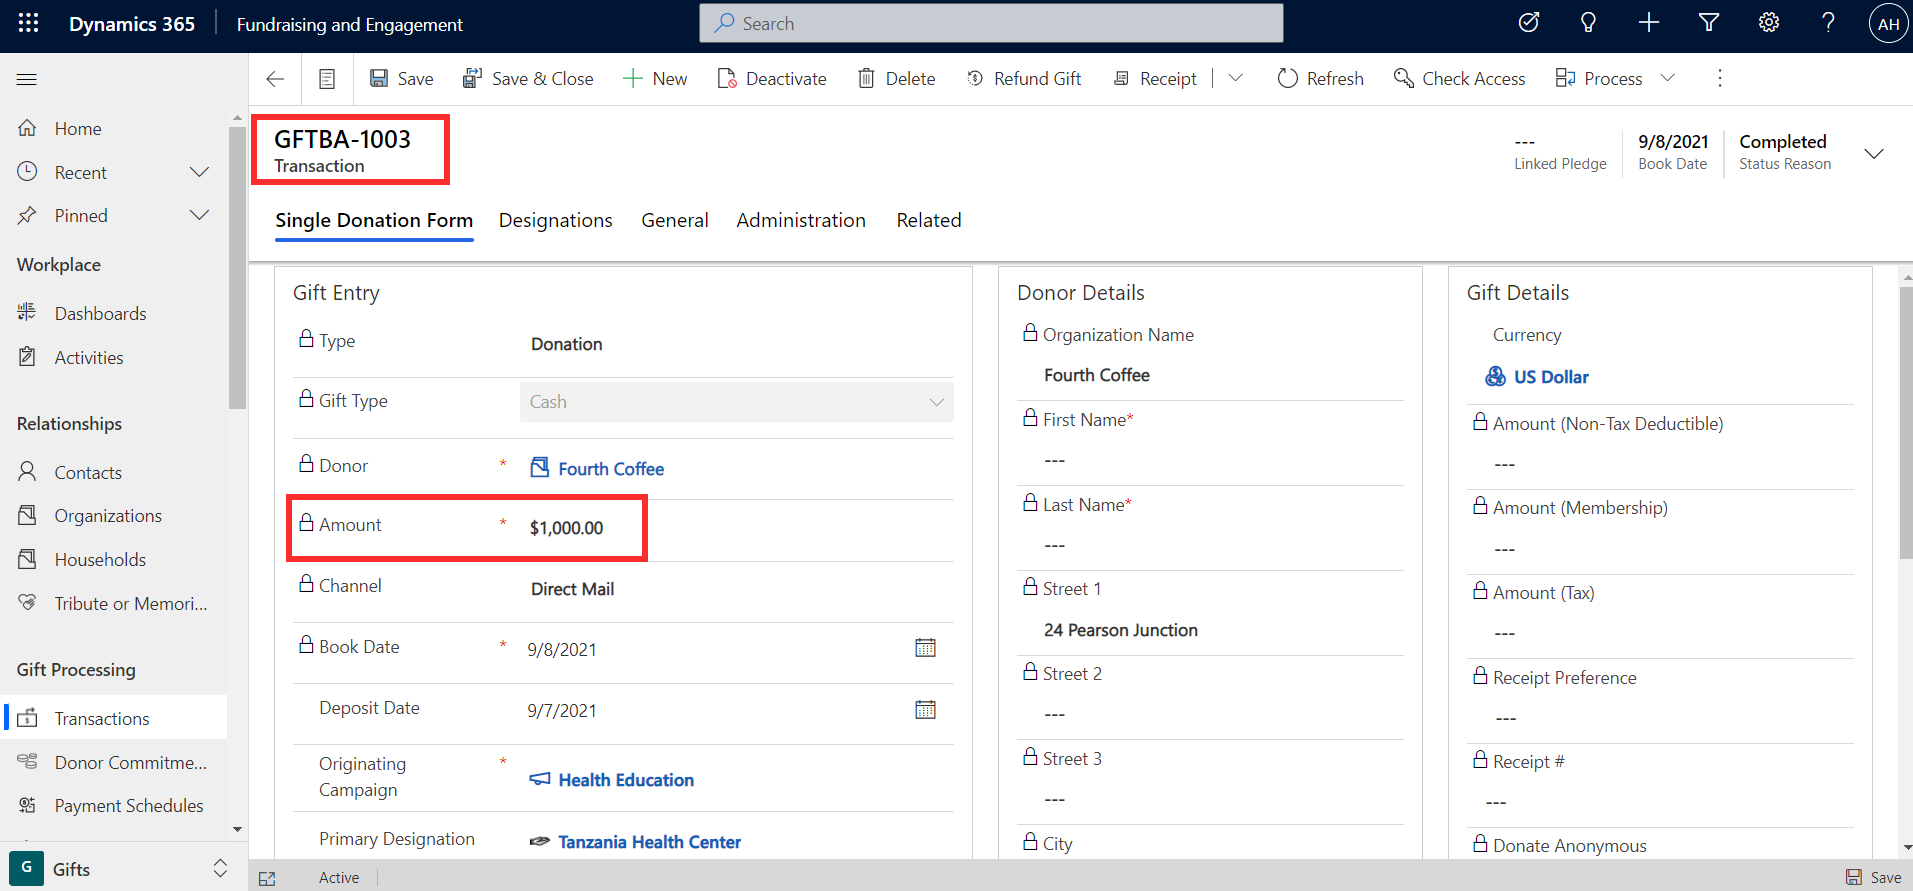 Dynamics 365
Fundraising and Engagement
Search
AH
Save
Save & Close
New
Deactivate
Delete
Refund Gift
Receipt
Refresh
Check Access
Process
Home
Recent
Pinned
Workplace
Dashboards
Activities
Relationships
Contacts
Organizations
Households
Tribute or Memori...
Gift Processing
Transactions
Donor Commitme...
Payment Schedules
G
Gifts
GFTBA-1003
Transaction
---
Linked Pledge
9/8/2021
Book Date
Completed
Status Reason
Single Donation Form
Designations
General
Administration
Related
Gift Entry
Type
Donation
Gift Type
Cash
Donor
*
Fourth Coffee
Amount
*
$1,000.00
Channel
Direct Mail
Book Date
*
9/8/2021
Deposit Date
9/7/2021
Originating
Campaign
*
Health Education
Primary Designation
Tanzania Health Center
Donor Details
Organization Name
Fourth Coffee
First Name*
---
Last Name*
---
Street 1
24 Pearson Junction
Street 2
---
Street 3
---
City
Gift Details
Currency
US Dollar
Amount (Non-Tax Deductible)
---
Amount (Membership)
---
Amount (Tax)
---
Receipt Preference
---
Receipt #
---
Donate Anonymous
Active
Save